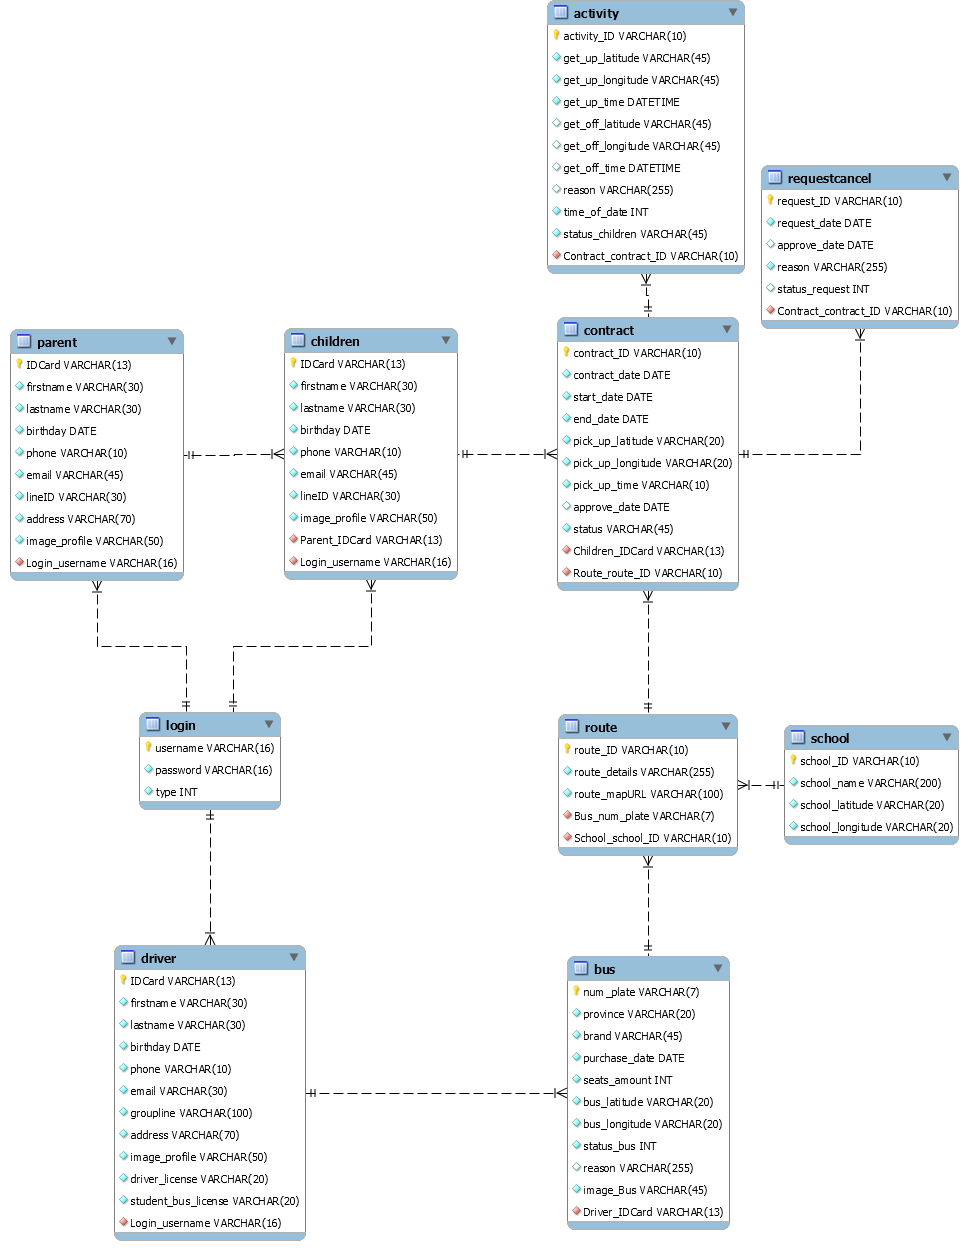 activity
activity_ID VARCHAR(10)
get_up_latitude VARCHAR(45)
get_up_longitude VARCHAR(45)
get_up_time DATETIME
get_off_latitude VARCHAR(45)
get_off_longitude VARCHAR(45)
get_off_time DATETIME
reason VARCHAR(255)
time_of_date INT
status_children VARCHAR(45)
Contract_contract_ID VARCHAR(10)
requestcancel
request_ID VARCHAR(10)
request_date DATE
approve_date DATE
reason VARCHAR(255)
status_request INT
Contract_contract_ID VARCHAR(10)
parent
IDCard VARCHAR(13)
firstname VARCHAR(30)
lastname VARCHAR(30)
birthday DATE
phone VARCHAR(10)
email VARCHAR(45)
lineID VARCHAR(30)
address VARCHAR(70)
image_profile VARCHAR(50)
Login_username VARCHAR(16)
children
IDCard VARCHAR(13)
firstname VARCHAR(30)
lastname VARCHAR(30)
birthday DATE
phone VARCHAR(10)
email VARCHAR(45)
lineID VARCHAR(30)
image_profile VARCHAR(50)
Parent_IDCard VARCHAR(13)
Login_username VARCHAR(16)
contract
contract_ID VARCHAR(10)
contract_date DATE
start_date DATE
end_date DATE
pick_up_latitude VARCHAR(20)
pick_up_longitude VARCHAR(20)
pick_up_time VARCHAR(10)
approve_date DATE
status VARCHAR(45)
Children_IDCard VARCHAR(13)
Route_route_ID VARCHAR(10)
login
username VARCHAR(16)
password VARCHAR(16)
type INT
route
route_ID VARCHAR(10)
route_details VARCHAR(255)
route_mapURL VARCHAR(100)
Bus_num_plate VARCHAR(7)
School_school_ID VARCHAR(10)
school
school_ID VARCHAR(10)
school_name VARCHAR(200)
school_latitude VARCHAR(20)
school_longitude VARCHAR(20)
driver
IDCard VARCHAR(13)
firstname VARCHAR(30)
lastname VARCHAR(30)
birthday DATE
phone VARCHAR(10)
email VARCHAR(30)
groupline VARCHAR(100)
address VARCHAR(70)
image_profile VARCHAR(50)
driver_license VARCHAR(20)
student_bus_license VARCHAR(20)
Login_username VARCHAR(16)
bus
num_plate VARCHAR(7)
province VARCHAR(20)
brand VARCHAR(45)
purchase_date DATE
seats_amount INT
bus_latitude VARCHAR(20)
bus_longitude VARCHAR(20)
status_bus INT
reason VARCHAR(255)
image_Bus VARCHAR(45)
Driver_IDCard VARCHAR(13)